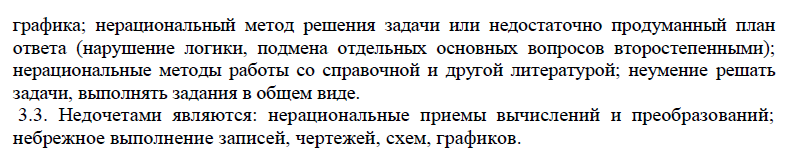 графика; нерациональный метод решения задачи или недостаточно продуманный план
ответа (нарушение логики, подмена отдельных основных вопросов второстепенными);
нерациональные методы работы со справочной и другой литературой; неумение решать
задачи, выполнять задания в общем виде.
3.3. Недочетами являются: нерациональные приемы вычислений и преобразований;
небрежное выполнение записей, чертежей, схем, графиков.